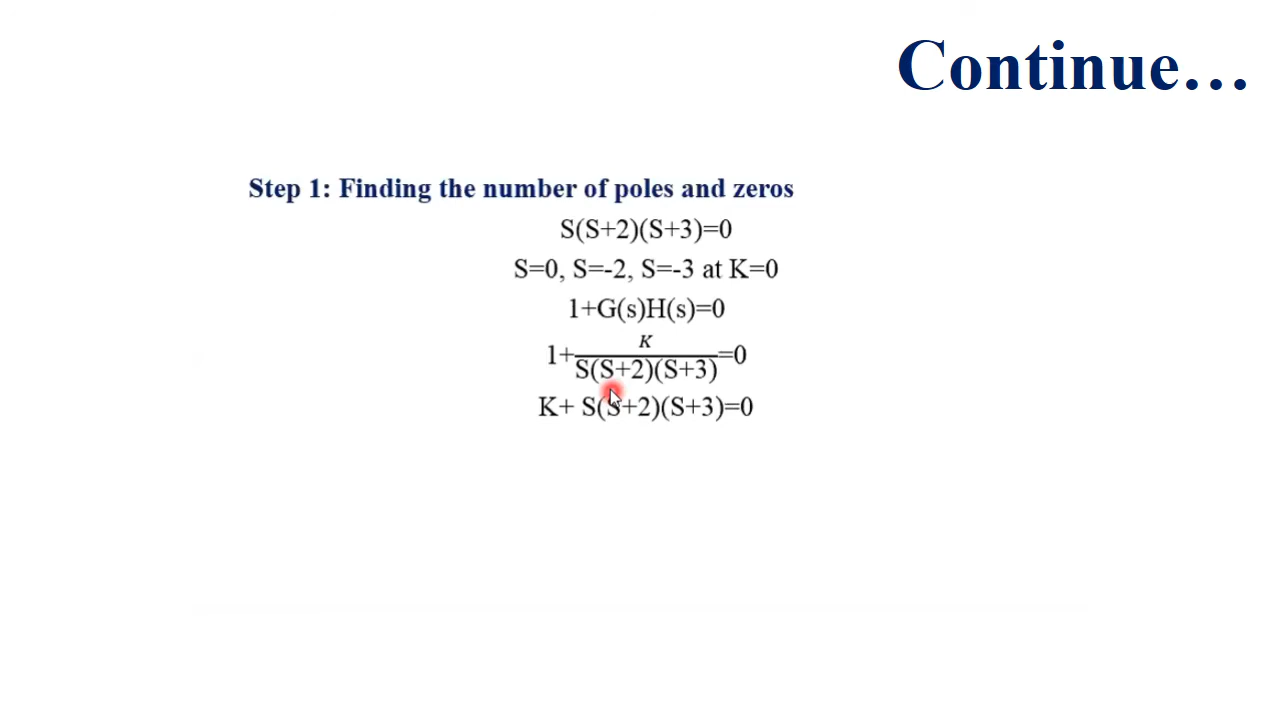 Continue…
Step 1: Finding the number of poles and zeros
S(S+2)(S+3)=0
S=0, S=-2, S=-3 at K=0
1+G(s)H(s)=0
1+K/S(S+2)(S+3)=0
K+ S(S+2)(S+3)=0